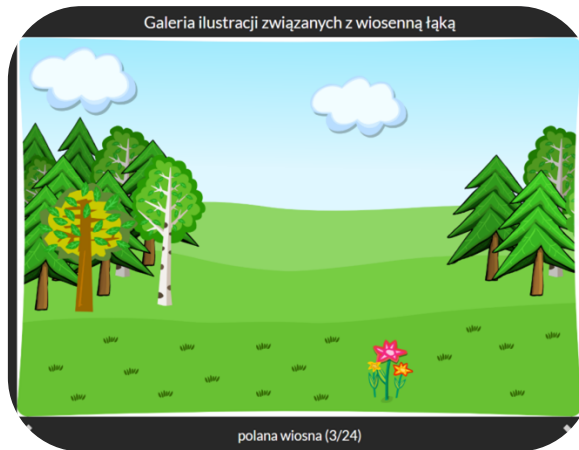 Galeria ilustracji związanych z wiosenną łąką
polana wiosna (3/24)